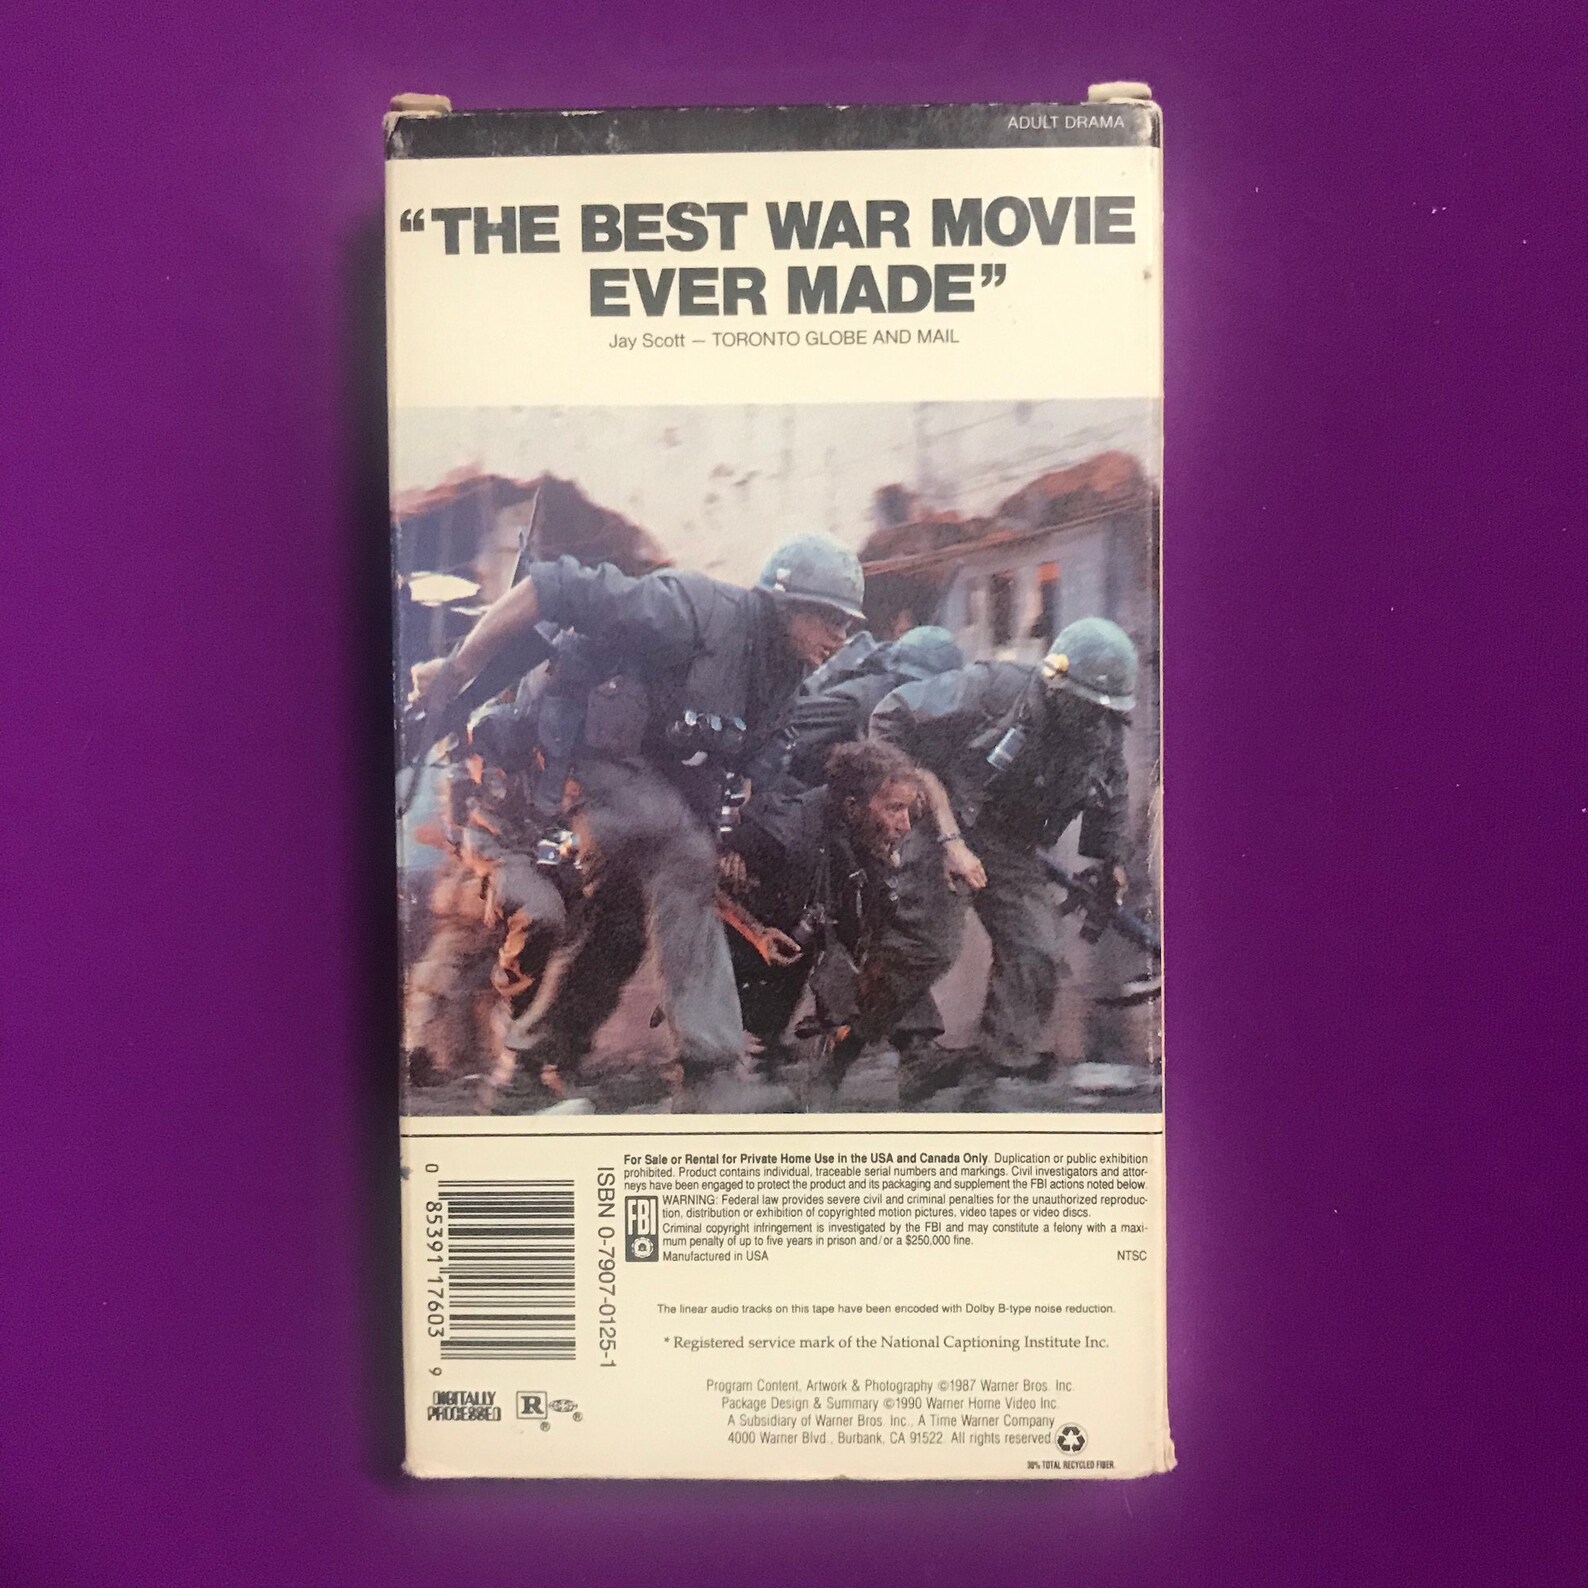 ADULT DRAMA
“THE BEST WAR MOVIE
EVER MADE”
Jay Scott — TORONTO GLOBE AND MAIL
For Sale or Rental for Private Home Use in the USA and Canada Only. Duplication or public exhibition
prohibited. Product contains individual, traceable serial numbers and markings. Civil investigators and attor-
neys have been engaged to protect the product and its packaging and supplement the FBI actions noted below.
FBI
WARNING: Federal law provides severe civil and criminal penalties for the unauthorized reproduc-
tion, distribution or exhibition of copyrighted motion pictures, video tapes or video discs.
Criminal copyright infringement is investigated by the FBI and may constitute a felony with a maxi-
mum penalty of up to five years in prison and/or a $250,000 fine.
Manufactured in USA NTSC
0 85391 17603 9
ISBN 0-7907-0125-1
The linear audio tracks on this tape have been encoded with Dolby B-type noise reduction.
* Registered service mark of the National Captioning Institute Inc.
DIGITALLY
PROCESSED
R ® ®
Program Content, Artwork & Photography ©1987 Warner Bros. Inc.
Package Design & Summary ©1990 Warner Home Video Inc.
A Subsidiary of Warner Bros. Inc., A Time Warner Company
4000 Warner Blvd., Burbank, CA 91522. All rights reserved.
30% TOTAL RECYCLED FIBER